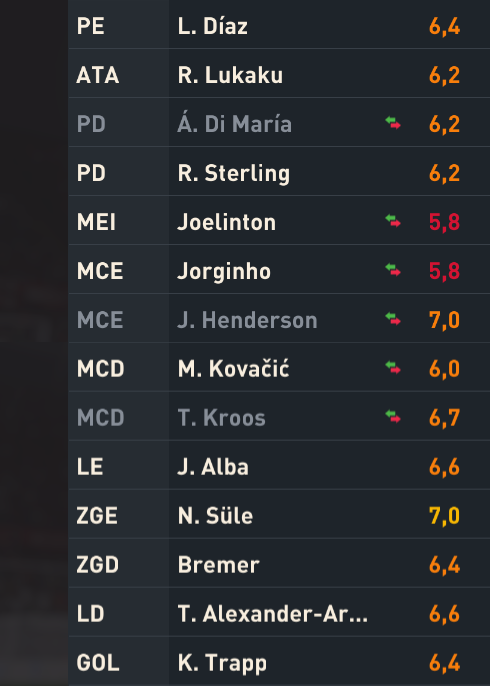 PE L. Díaz 6,4
ATA R. Lukaku 6,2
PD Á. Di María 6,2
PD R. Sterling 6,2
MEI Joelinton 5,8
MCE Jorginho 5,8
MCE J. Henderson 7,0
MCD M. Kovačić 6,0
MCD T. Kroos 6,7
LE J. Alba 6,6
ZGE N. Süle 7,0
ZGD Bremer 6,4
LD T. Alexander-Ar... 6,6
GOL K. Trapp 6,4